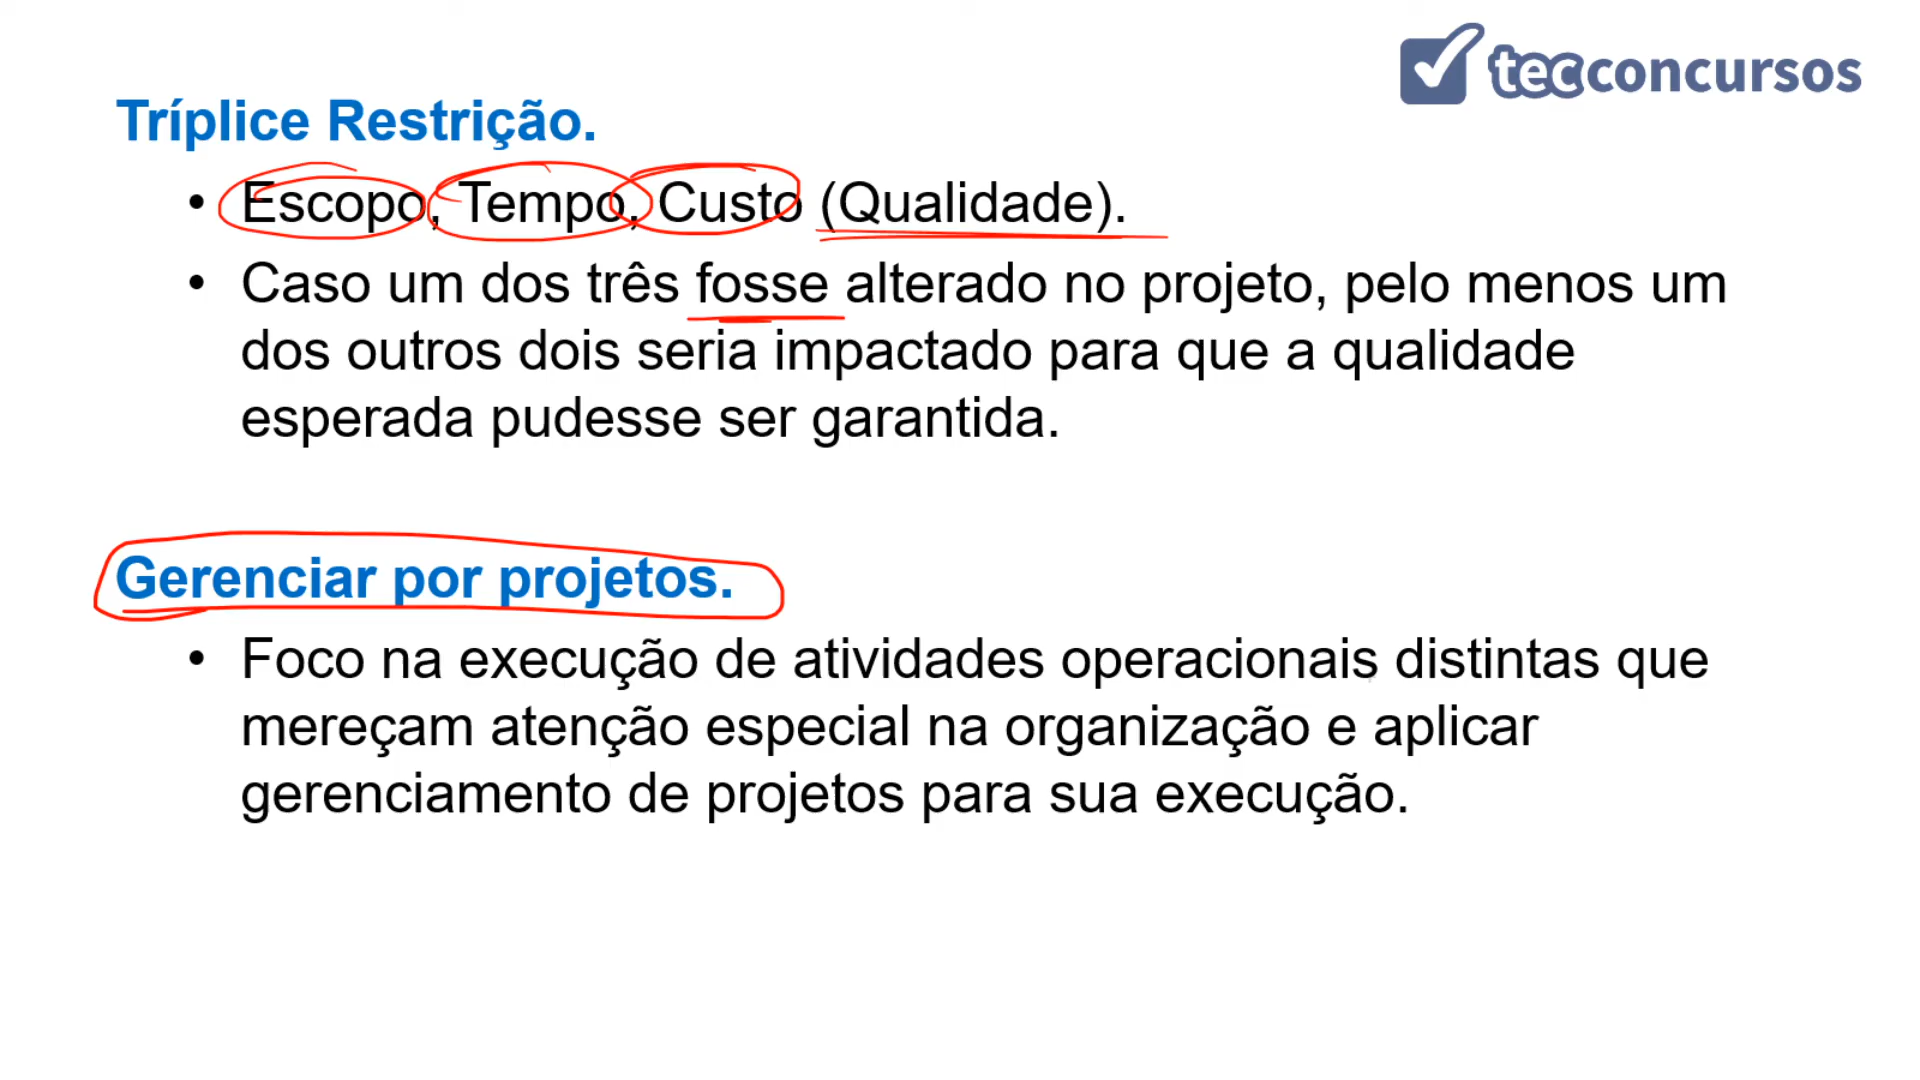 tecconcursos
Tríplice Restrição.
• Escopo, Tempo, Custo (Qualidade).
• Caso um dos três fosse alterado no projeto, pelo menos um
dos outros dois seria impactado para que a qualidade
esperada pudesse ser garantida.
Gerenciar por projetos.
• Foco na execução de atividades operacionais distintas que
mereçam atenção especial na organização e aplicar
gerenciamento de projetos para sua execução.